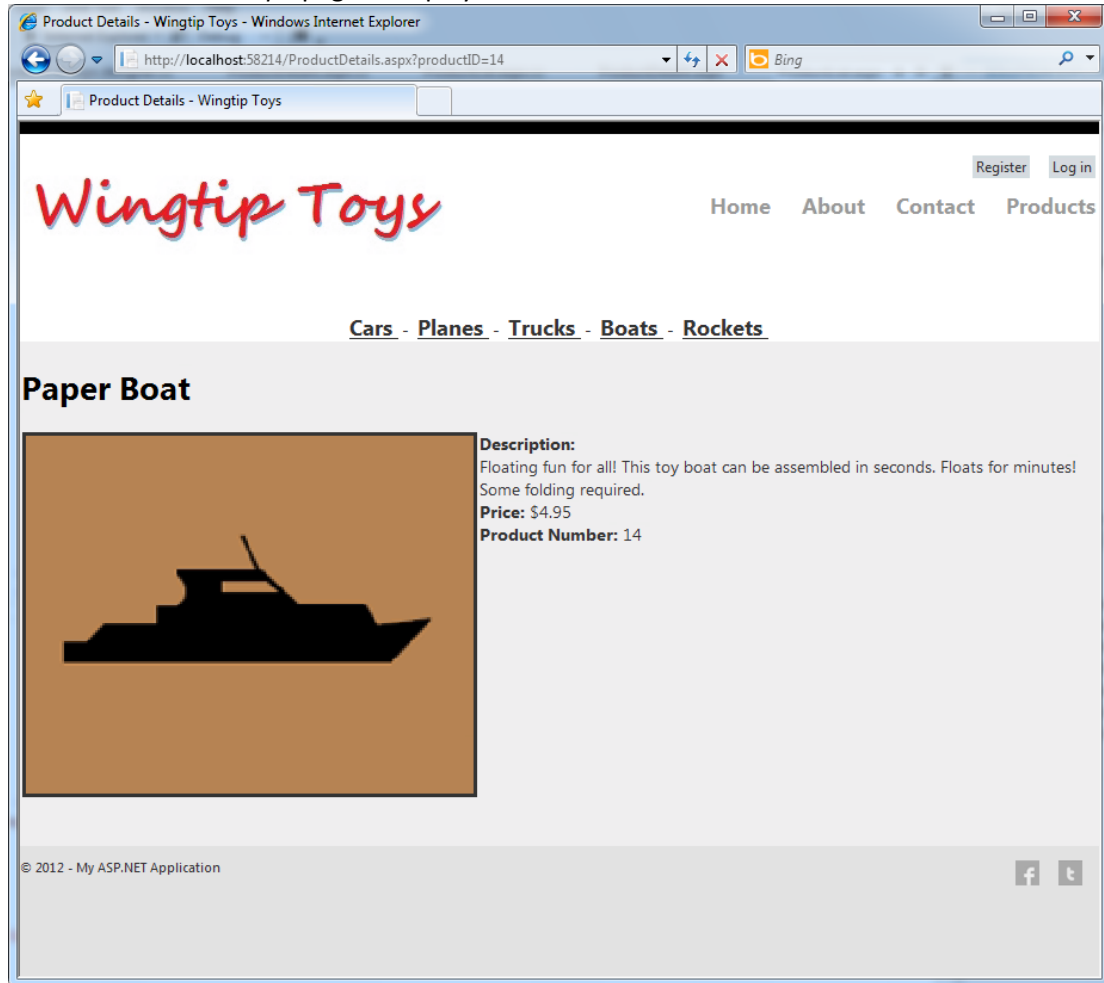 Product Details - Wingtip Toys - Windows Internet Explorer
http://localhost:58214/ProductDetails.aspx?productID=14
Bing
Product Details - Wingtip Toys
Register Log in
Wingtip Toys
Home About Contact Products
Cars - Planes - Trucks - Boats - Rockets
Paper Boat
Description:
Floating fun for all! This toy boat can be assembled in seconds. Floats for minutes!
Some folding required.
Price: $4.95
Product Number: 14
© 2012 - My ASP.NET Application